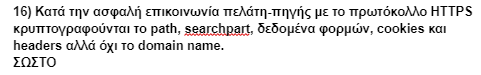 16) Κατά την ασφαλή επικοινωνία πελάτη-πηγής με το πρωτόκολλο HTTPS
κρυπτογραφούνται το path, searchpart, δεδομένα φορμών, cookies και
headers αλλά όχι το domain name.
ΣΩΣΤΟ